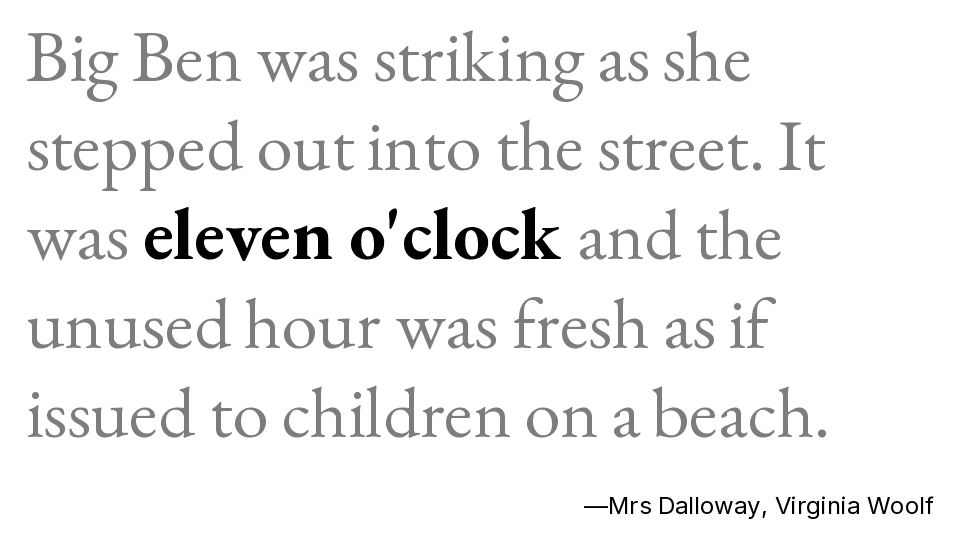 Big Ben was striking as she
stepped out into the street. It
was eleven o'clock and the
unused hour was fresh as if
issued to children on a beach.
—Mrs Dalloway, Virginia Woolf